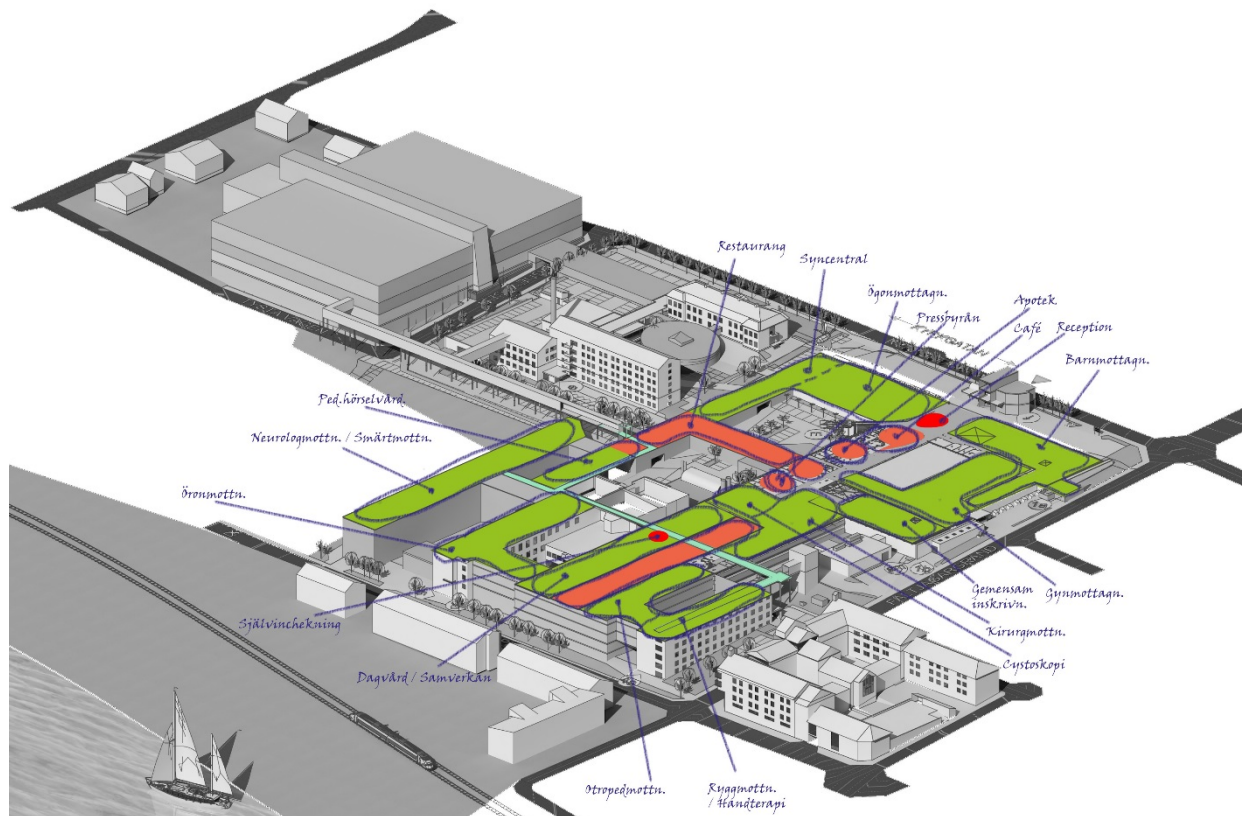 Restaurang
Syncentral
Ögonmottagn.
Pressbyrån
Apotek
Café
Reception
Barnmottagn.
Ped.hörselvård.
Neurologmottn. / Smärtmottn.
Öronmottn.
Självinchekning
Dagvård / Samverkan
Otropedmottn.
Ryggmottn.
/ Handterapi
Gemensam
inskrivn.
Gynmottagn.
Kirurgmottn.
Cystoskopi